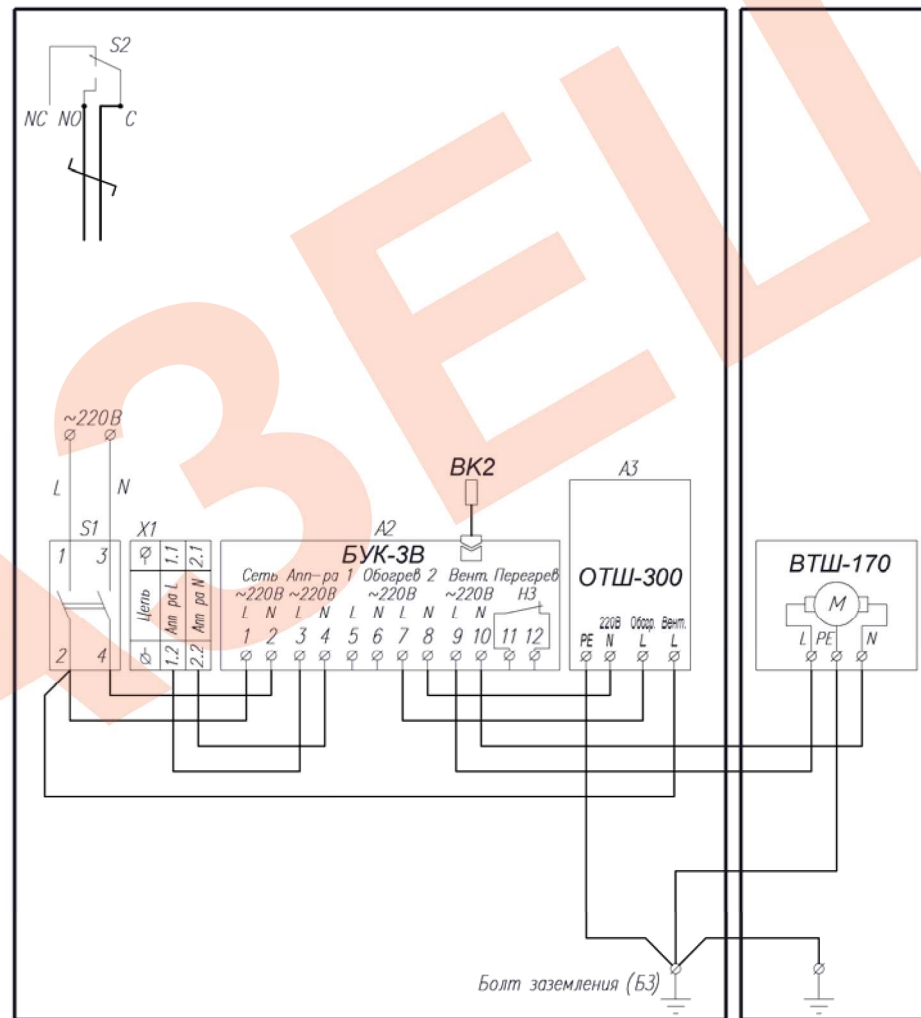 S2
NC NO C
~220В
L N
S1 X1
1 3
2 4
1.1 2.1
Цепь Апп ра L Апп ра N
1.2 2.2
ВК2
А2
БУК-3В
Сеть Апп-ра 1 Обогрев 2 Вент. Перегрев
~220В ~220В ~220В ~220В НЗ
L N L N L N L N L N
1 2 3 4 5 6 7 8 9 10 11 12
А3
ОТШ-300
220В Обогр. Вент.
PE N L L
ВТШ-170
М
L PE N
Болт заземления (БЗ)
АЗЕЦ